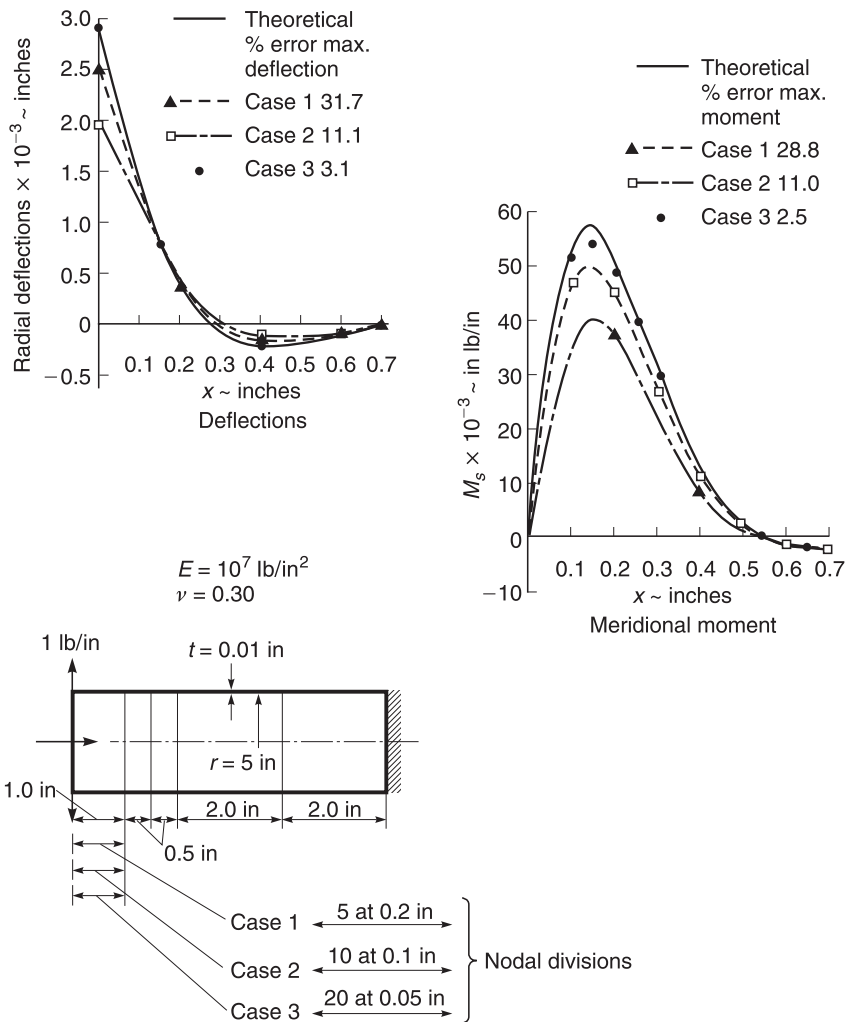 Theoretical
% error max.
deflection
Case 1 31.7
Case 2 11.1
Case 3 3.1
3.0
2.5
2.0
1.5
1.0
0.5
0
−0.5
Radial deflections × 10⁻³ ~ inches
0.1 0.2 0.3 0.4 0.5 0.6 0.7
x ~ inches
Deflections
Theoretical
% error max.
moment
Case 1 28.8
Case 2 11.0
Case 3 2.5
60
50
40
30
20
10
0
−10
Mₛ × 10⁻³ ~ in lb/in
0.1 0.2 0.3 0.4 0.5 0.6 0.7
x ~ inches
Meridional moment
E = 10⁷ lb/in²
ν = 0.30
1 lb/in
t = 0.01 in
r = 5 in
1.0 in
2.0 in 2.0 in
0.5 in
Case 1 5 at 0.2 in
Case 2 10 at 0.1 in
Case 3 20 at 0.05 in
Nodal divisions